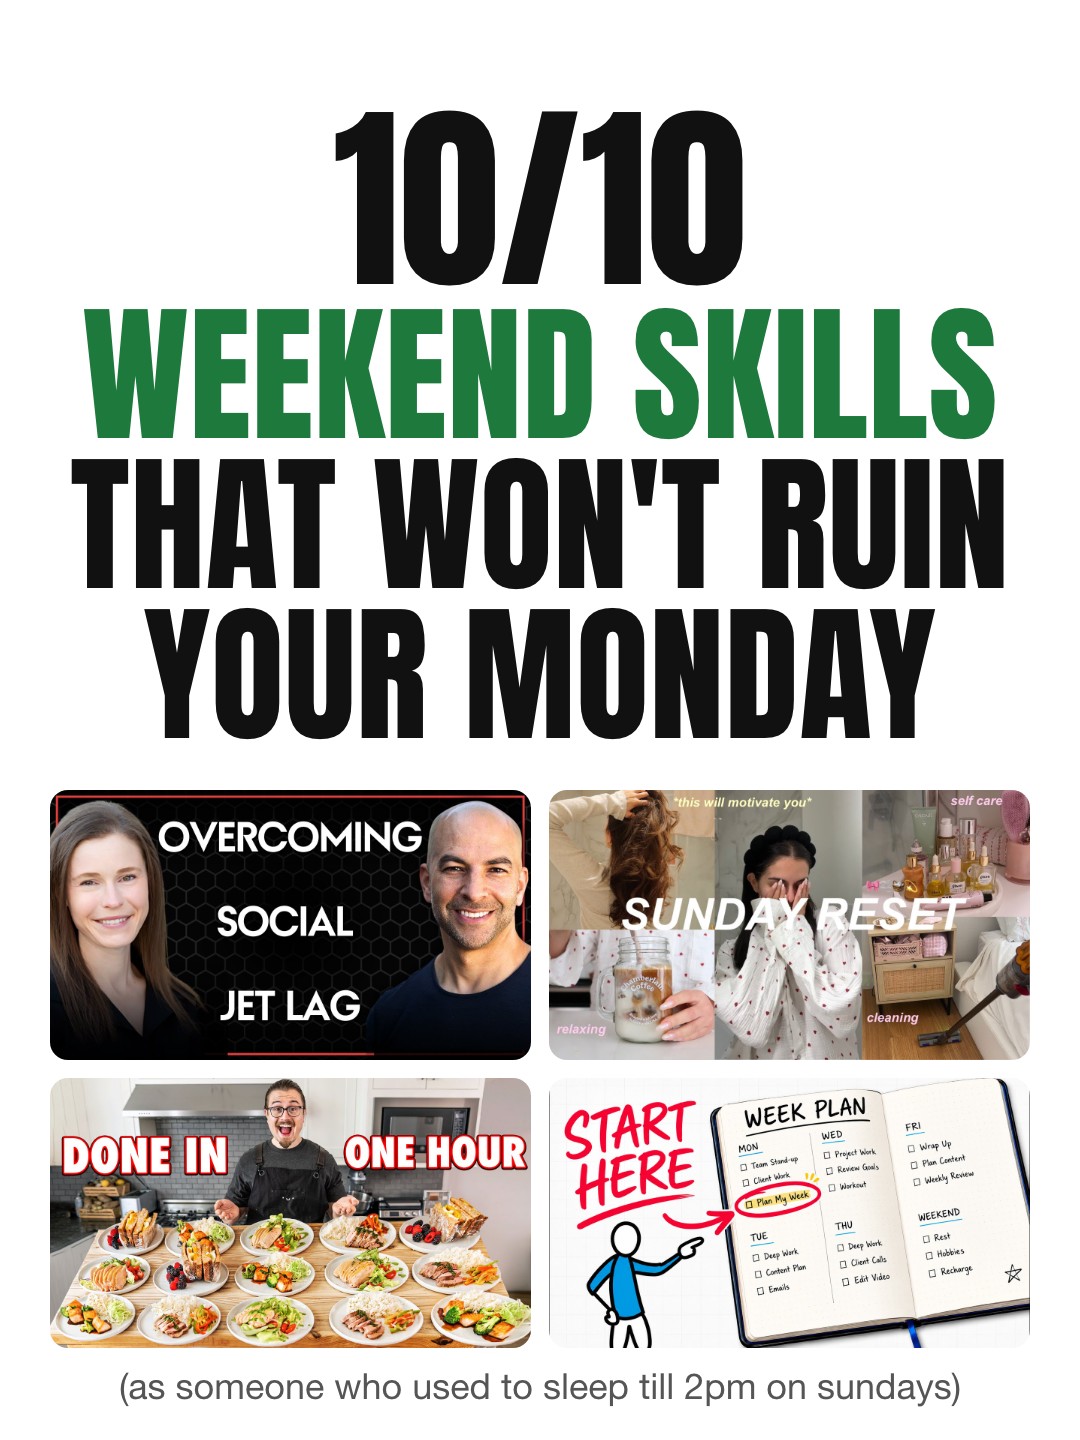 10/10
WEEKEND SKILLS
THAT WON'T RUIN
YOUR MONDAY
OVERCOMING
SOCIAL
JET LAG
*this will motivate you*
self care
SUNDAY RESET
Chamberlain
Coffee
relaxing
cleaning
DONE IN
ONE HOUR
START
HERE
WEEK PLAN
MON
Team Stand-up
Client Work
Plan My Week
TUE
Deep Work
Content Plan
Emails
WED
Project Work
Review Goals
Workout
THU
Deep Work
Client Calls
Edit Video
FRI
Wrap Up
Plan Content
Weekly Review
WEEKEND
Rest
Hobbies
Recharge
(as someone who used to sleep till 2pm on sundays)